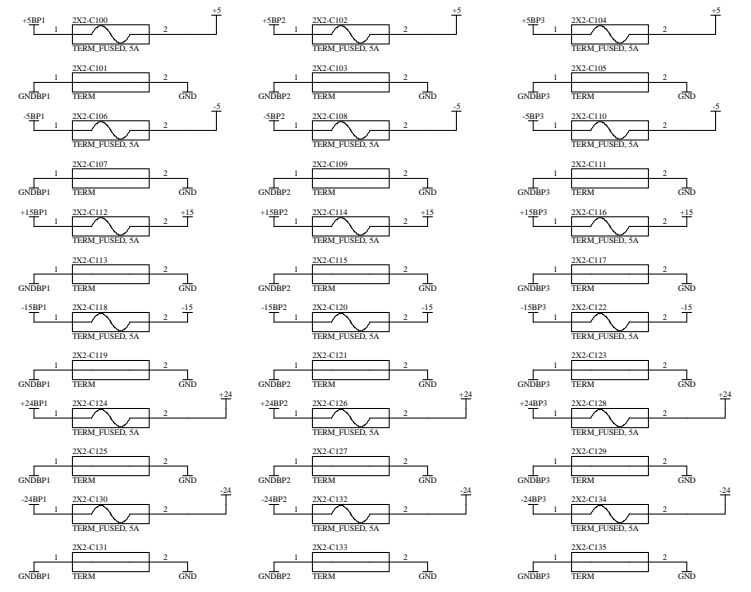 +5BP1 2X2-C100 +5 +5BP2 2X2-C102 +5 +5BP3 2X2-C104 +5
1 2 1 2 1 2
TERM_FUSED, 5A TERM_FUSED, 5A TERM_FUSED, 5A
2X2-C101 2X2-C103 2X2-C105
1 2 1 2 1 2
GNDBP1 TERM GND GNDBP2 TERM GND GNDBP3 TERM GND
-5BP1 2X2-C106 -5 -5BP2 2X2-C108 -5 -5BP3 2X2-C110 -5
1 2 1 2 1 2
TERM_FUSED, 5A TERM_FUSED, 5A TERM_FUSED, 5A
2X2-C107 2X2-C109 2X2-C111
1 2 1 2 1 2
GNDBP1 TERM GND GNDBP2 TERM GND GNDBP3 TERM GND
+15BP1 2X2-C112 +15 +15BP2 2X2-C114 +15 +15BP3 2X2-C116 +15
1 2 1 2 1 2
TERM_FUSED, 5A TERM_FUSED, 5A TERM_FUSED, 5A
2X2-C113 2X2-C115 2X2-C117
1 2 1 2 1 2
GNDBP1 TERM GND GNDBP2 TERM GND GNDBP3 TERM GND
-15BP1 2X2-C118 -15 -15BP2 2X2-C120 -15 -15BP3 2X2-C122 -15
1 2 1 2 1 2
TERM_FUSED, 5A TERM_FUSED, 5A TERM_FUSED, 5A
2X2-C119 2X2-C121 2X2-C123
1 2 1 2 1 2
GNDBP1 TERM GND GNDBP2 TERM GND GNDBP3 TERM GND
+24BP1 2X2-C124 +24 +24BP2 2X2-C126 +24 +24BP3 2X2-C128 +24
1 2 1 2 1 2
TERM_FUSED, 5A TERM_FUSED, 5A TERM_FUSED, 5A
2X2-C125 2X2-C127 2X2-C129
1 2 1 2 1 2
GNDBP1 TERM GND GNDBP2 TERM GND GNDBP3 TERM GND
-24BP1 2X2-C130 -24 -24BP2 2X2-C132 -24 -24BP3 2X2-C134 -24
1 2 1 2 1 2
TERM_FUSED, 5A TERM_FUSED, 5A TERM_FUSED, 5A
2X2-C131 2X2-C133 2X2-C135
1 2 1 2 1 2
GNDBP1 TERM GND GNDBP2 TERM GND GNDBP3 TERM GND